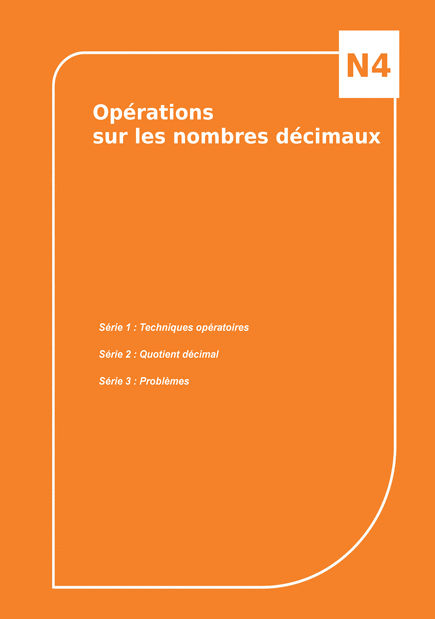 N4
Opérations
sur les nombres décimaux
Série 1 : Techniques opératoires
Série 2 : Quotient décimal
Série 3 : Problèmes